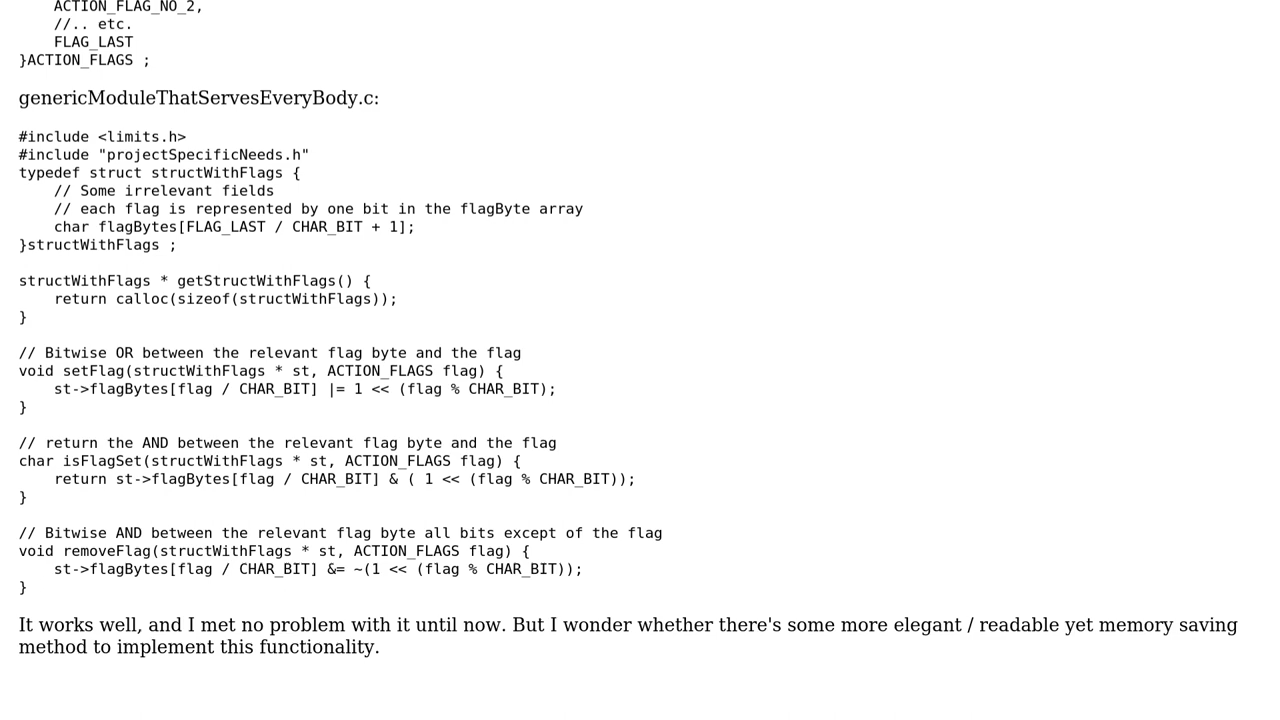 ACTION_FLAG_NO_2,
//.. etc.
FLAG_LAST
}ACTION_FLAGS ;
genericModuleThatServesEveryBody.c:
#include <limits.h>
#include "projectSpecificNeeds.h"
typedef struct structWithFlags {
// Some irrelevant fields
// each flag is represented by one bit in the flagByte array
char flagBytes[FLAG_LAST / CHAR_BIT + 1];
}structWithFlags ;
structWithFlags * getStructWithFlags() {
return calloc(sizeof(structWithFlags));
}
// Bitwise OR between the relevant flag byte and the flag
void setFlag(structWithFlags * st, ACTION_FLAGS flag) {
st->flagBytes[flag / CHAR_BIT] |= 1 << (flag % CHAR_BIT);
}
// return the AND between the relevant flag byte and the flag
char isFlagSet(structWithFlags * st, ACTION_FLAGS flag) {
return st->flagBytes[flag / CHAR_BIT] & ( 1 << (flag % CHAR_BIT));
}
// Bitwise AND between the relevant flag byte all bits except of the flag
void removeFlag(structWithFlags * st, ACTION_FLAGS flag) {
st->flagBytes[flag / CHAR_BIT] &= ~(1 << (flag % CHAR_BIT));
}
It works well, and I met no problem with it until now. But I wonder whether there's some more elegant / readable yet memory saving
method to implement this functionality.